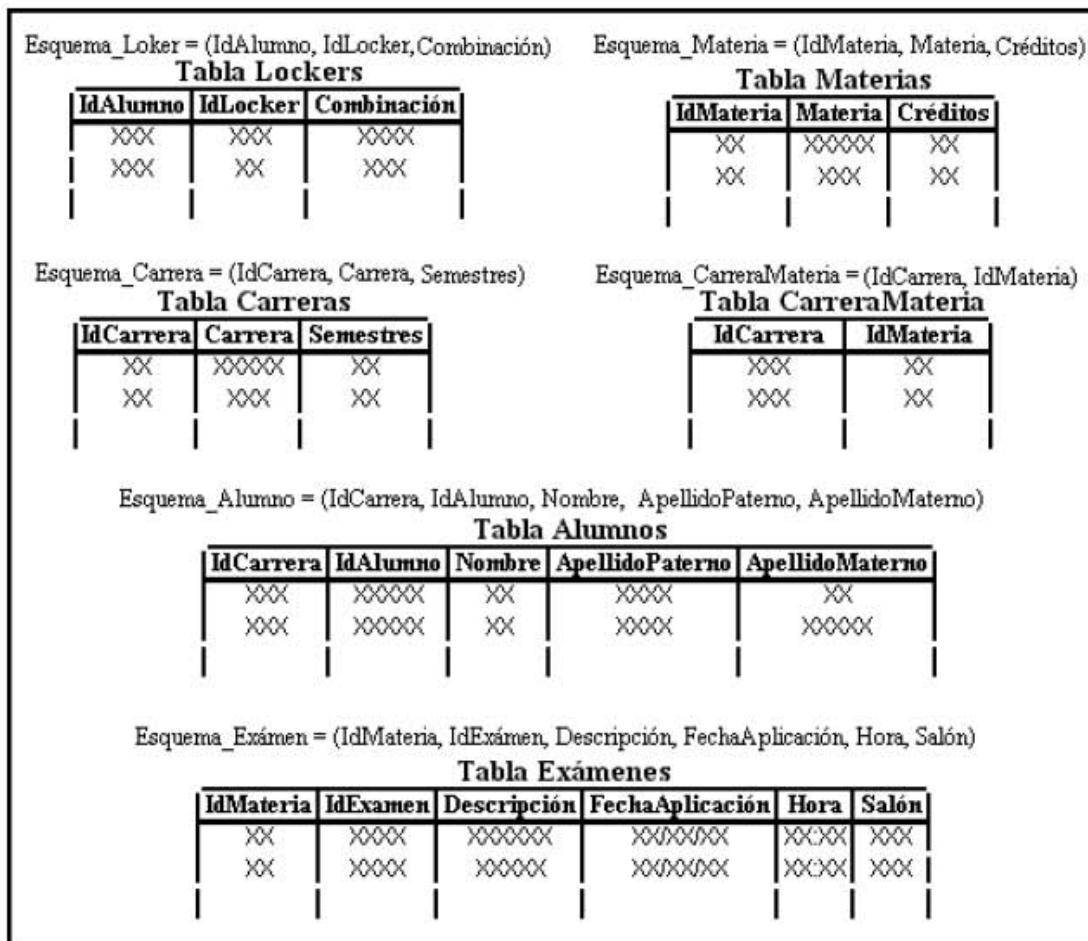 Esquema_Loker = (IdAlumno, IdLocker, Combinación)
Tabla Lockers
IdAlumno IdLocker Combinación
XXX XXX XXXX
XXX XX XXX
Esquema_Materia = (IdMateria, Materia, Créditos)
Tabla Materias
IdMateria Materia Créditos
XX XXXXX XX
XX XXX XX
Esquema_Carrera = (IdCarrera, Carrera, Semestres)
Tabla Carreras
IdCarrera Carrera Semestres
XX XXXXX XX
XX XXX XX
Esquema_CarreraMateria = (IdCarrera, IdMateria)
Tabla CarreraMateria
IdCarrera IdMateria
XXX XX
XXX XX
Esquema_Alumno = (IdCarrera, IdAlumno, Nombre, ApellidoPaterno, ApellidoMaterno)
Tabla Alumnos
IdCarrera IdAlumno Nombre ApellidoPaterno ApellidoMaterno
XXX XXXXX XX XXXX XX
XXX XXXXX XX XXXX XXXXX
Esquema_Exámen = (IdMateria, IdExámen, Descripción, FechaAplicación, Hora, Salón)
Tabla Exámenes
IdMateria IdExamen Descripción FechaAplicación Hora Salón
XX XXXX XXXXXX XX/XX/XX XX:XX XXX
XX XXXX XXXXX XX/XX/XX XX:XX XXX